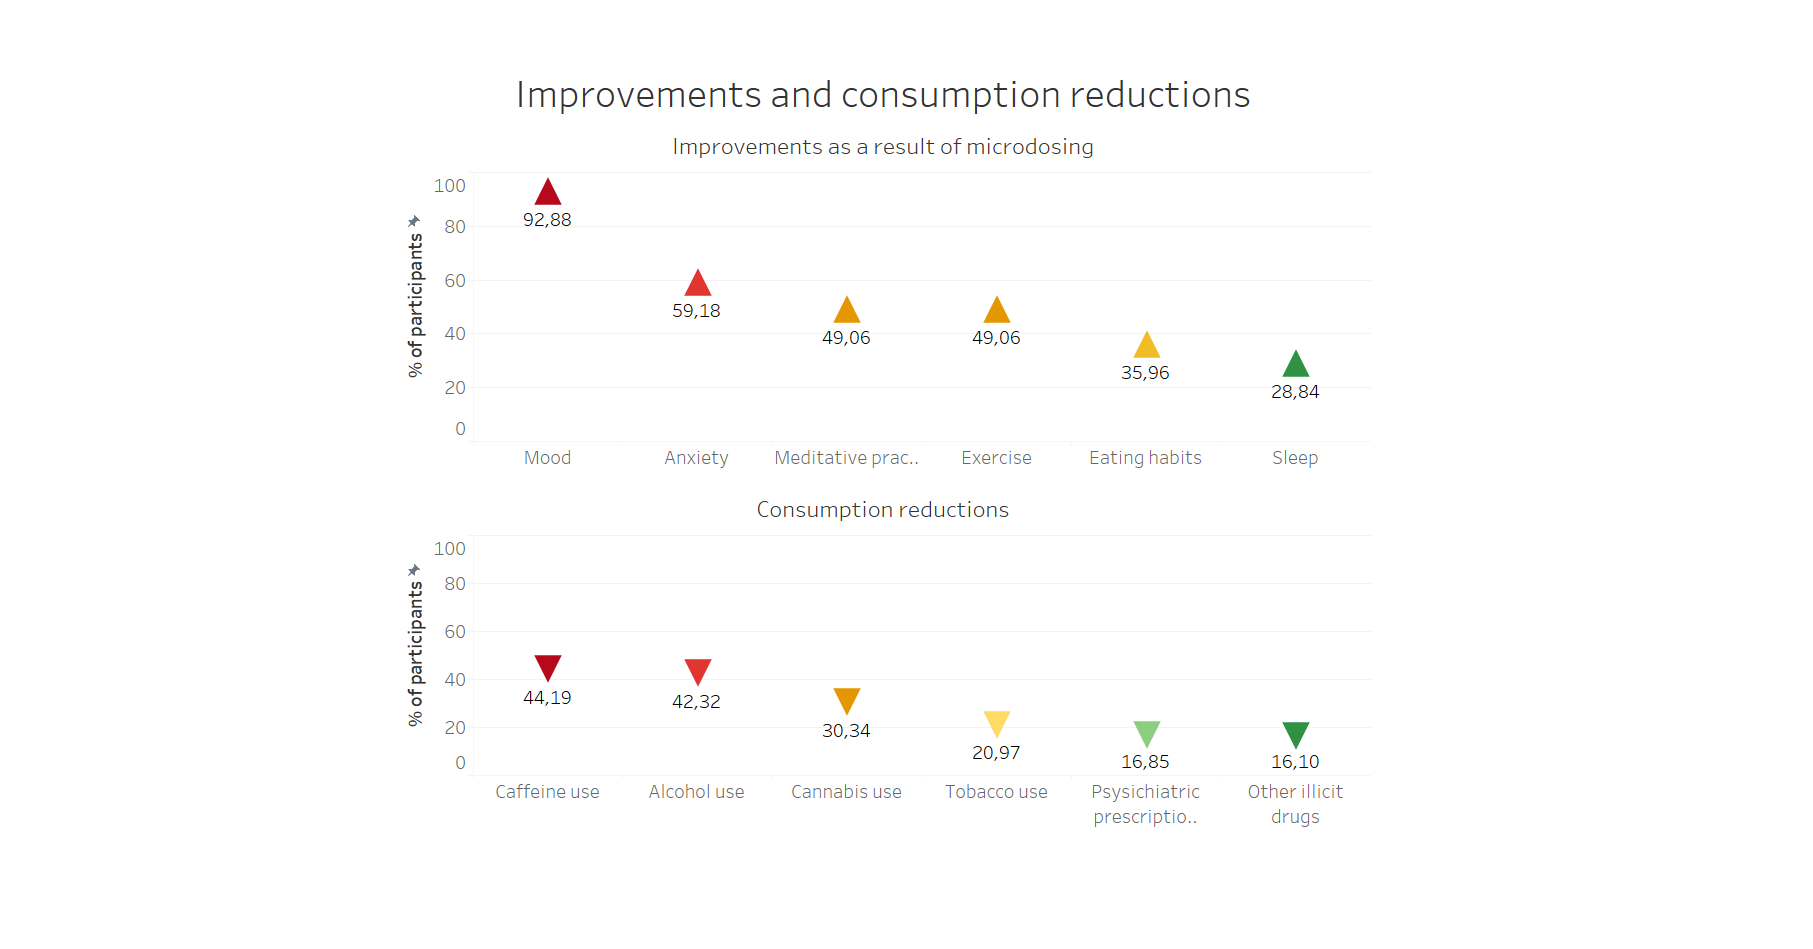 Improvements and consumption reductions
Improvements as a result of microdosing
% of participants
100
80
60
40
20
0
92,88
59,18
49,06
49,06
35,96
28,84
Mood
Anxiety
Meditative prac..
Exercise
Eating habits
Sleep
Consumption reductions
% of participants
100
80
60
40
20
0
44,19
42,32
30,34
20,97
16,85
16,10
Caffeine use
Alcohol use
Cannabis use
Tobacco use
Psysichiatric
prescriptio..
Other illicit
drugs